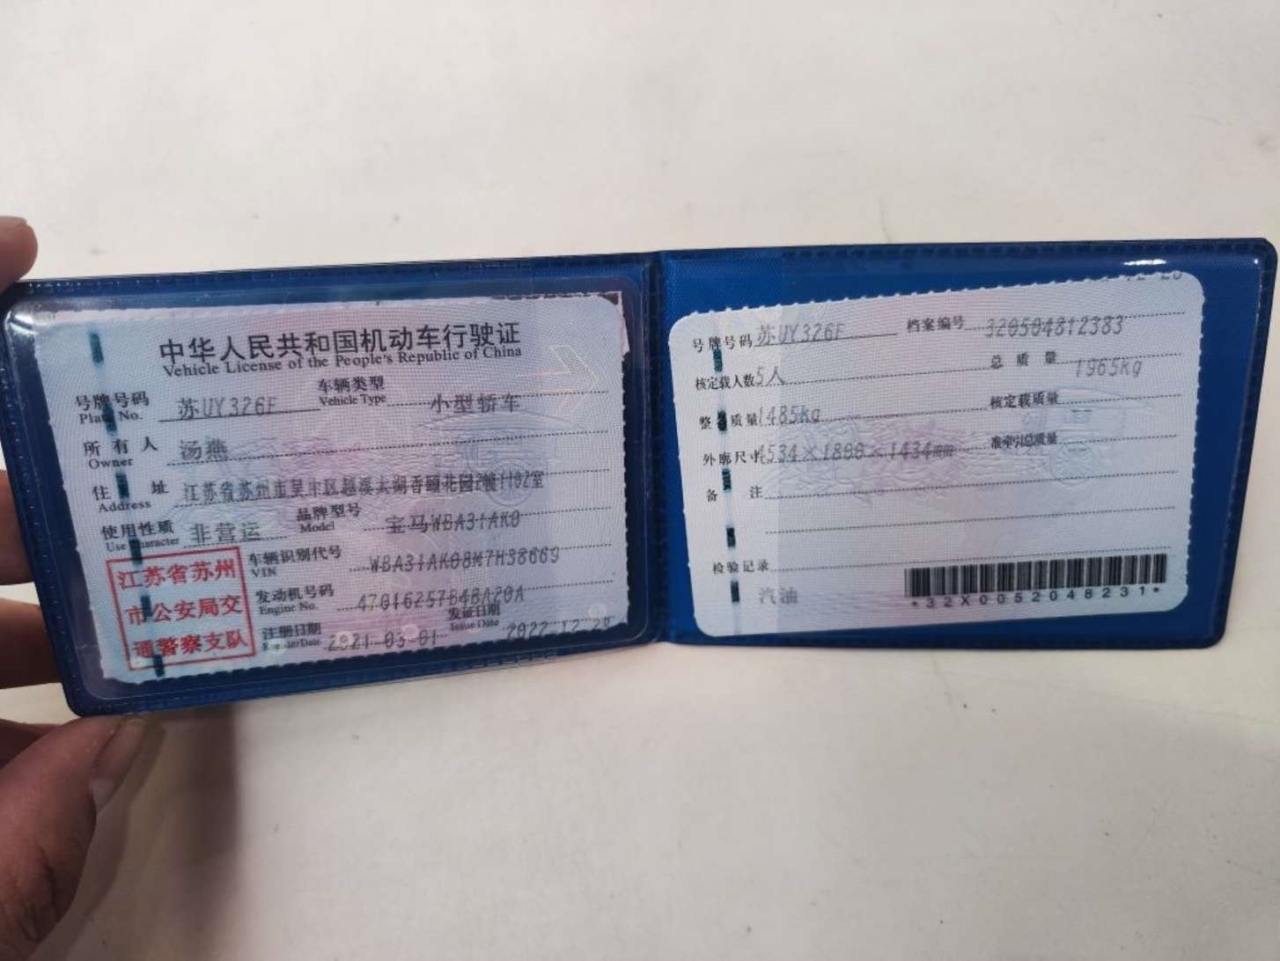 中华人民共和国机动车行驶证
Vehicle License of the People's Republic of China
号牌号码 苏UY326F 车辆类型 小型轿车
Plate No. Vehicle Type
所有人 汤燕
Owner
住址 江苏省苏州市吴中区越溪太湖香颐花园2幢1102室
Address
使用性质 非营运 品牌型号 宝马WBA31AK0
Use Character Model
江苏省苏州
市公安局交
通警察支队
车辆识别代号 WBA31AK08M7H38669
VIN
发动机号码 47016257B48A20A
Engine No.
注册日期 2021-03-01 发证日期 2022-12-20
Register Date Issue Date
号牌号码 苏UY326F 档案编号 320504812383
核定载人数 5人 总质量 1965kg
整备质量 1485kg 核定载质量
外廓尺寸 4534×1800×1434mm 准牵引总质量
备注
检验记录
汽油
*32X0052048231*